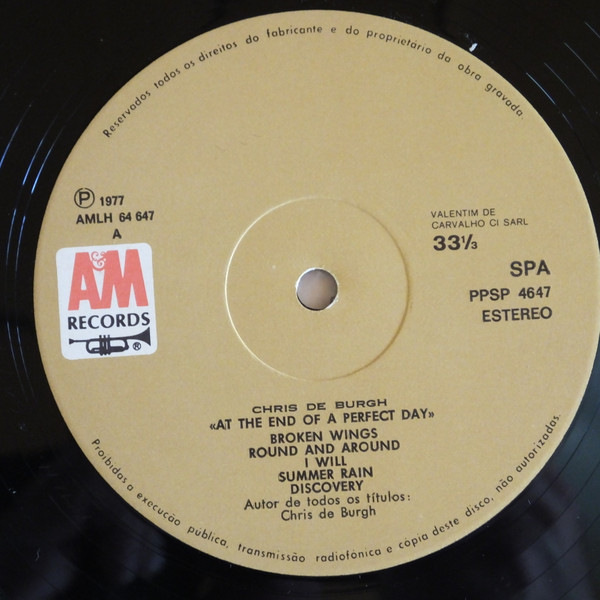 Reservados todos os direitos do fabricante e do proprietário da obra gravada.
Ⓟ 1977
AMLH 64 647
A
A&M
RECORDS
®
VALENTIM DE
CARVALHO CI SARL
33 1/3
SPA
PPSP 4647
ESTEREO
CHRIS DE BURGH
«AT THE END OF A PERFECT DAY»
BROKEN WINGS
ROUND AND AROUND
I WILL
SUMMER RAIN
DISCOVERY
Autor de todos os títulos:
Chris de Burgh
Proibidas a execução pública, transmissão radiofónica e cópia deste disco, não autorizadas.